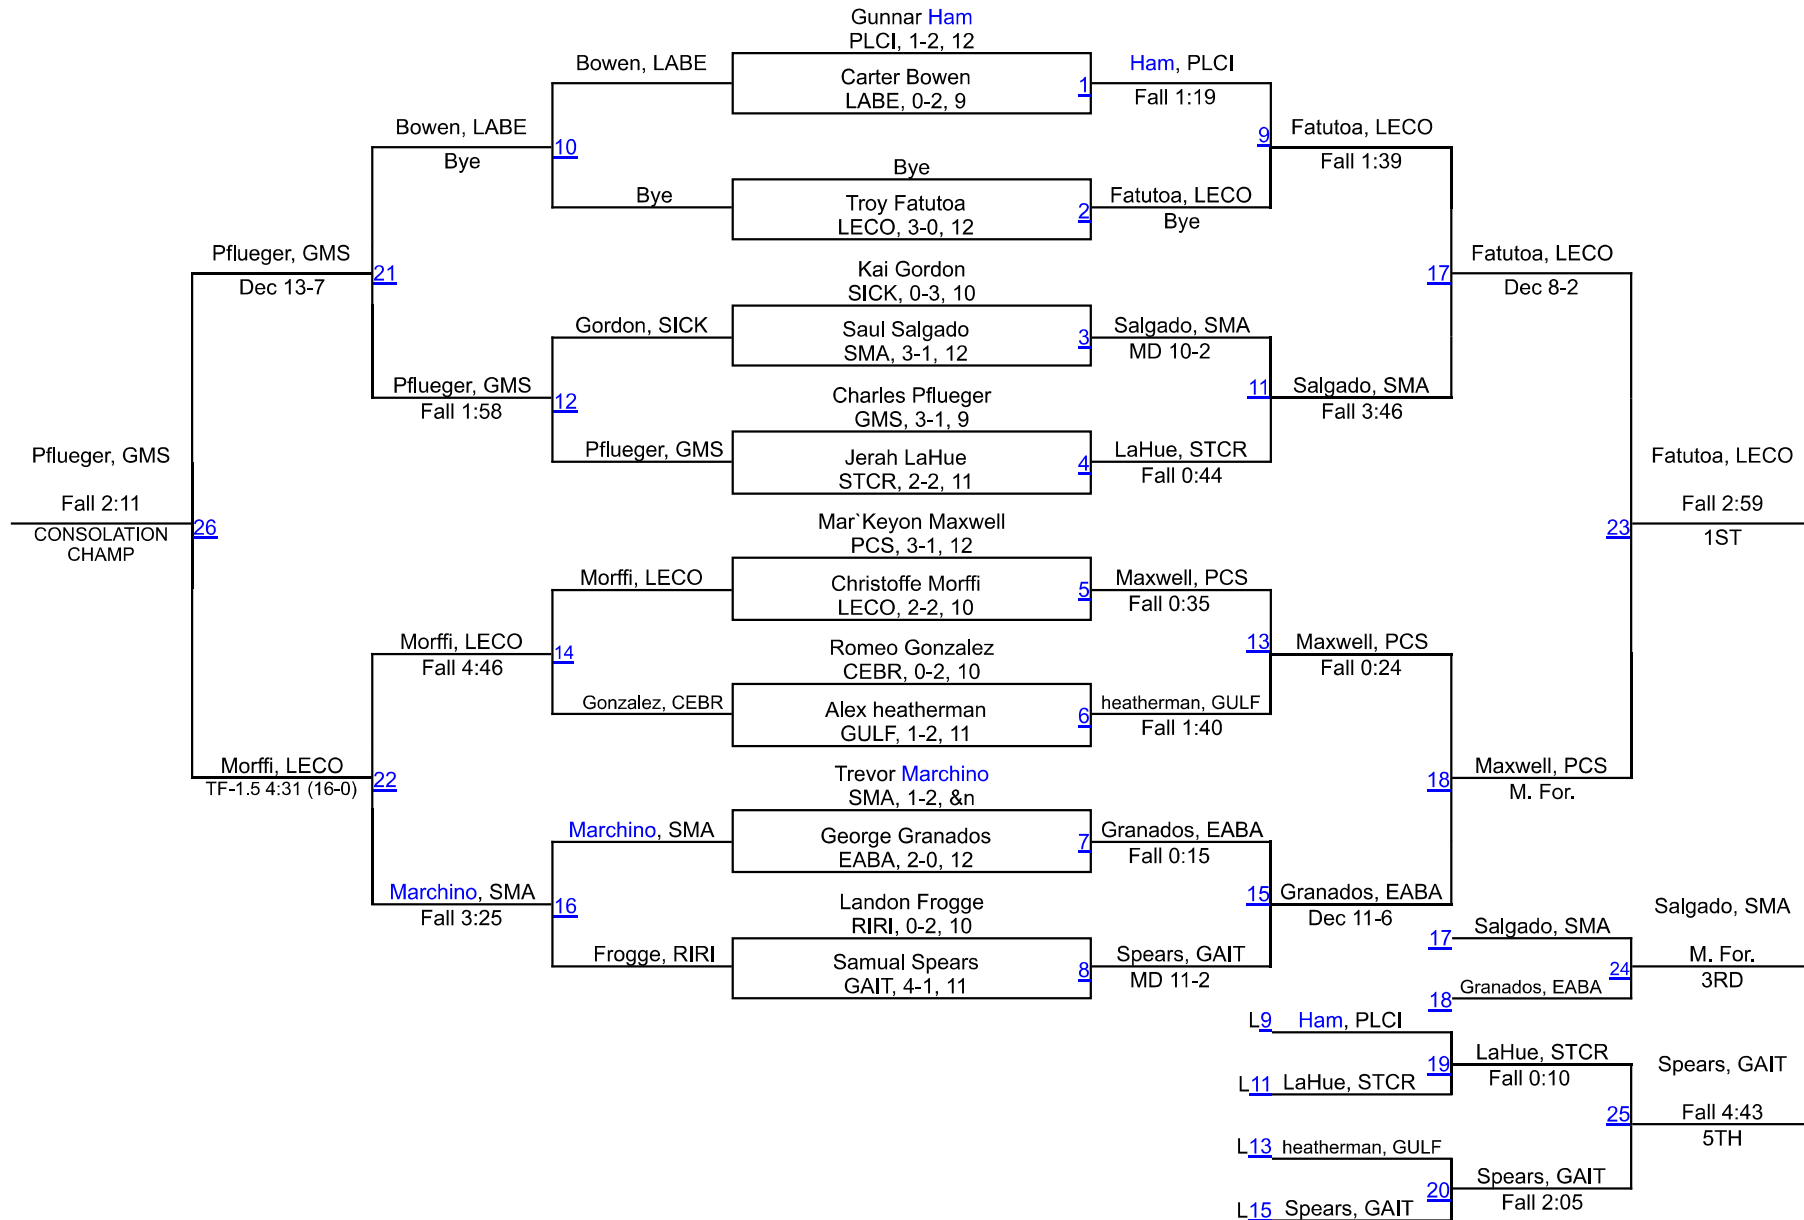 Gunnar Ham
PLCI, 1-2, 12
Bowen, LABE
Carter Bowen
LABE, 0-2, 9
1
Ham, PLCI
Fall 1:19
Bowen, LABE
Bye
10
9
Fatutoa, LECO
Fall 1:39
Bye
Bye
Troy Fatutoa
LECO, 3-0, 12
2
Fatutoa, LECO
Bye
Pflueger, GMS
Dec 13-7
21
17
Fatutoa, LECO
Dec 8-2
Kai Gordon
SICK, 0-3, 10
Gordon, SICK
Saul Salgado
SMA, 3-1, 12
3
Salgado, SMA
MD 10-2
Pflueger, GMS
Fall 1:58
12
11
Salgado, SMA
Fall 3:46
Charles Pflueger
GMS, 3-1, 9
Pflueger, GMS
Jerah LaHue
STCR, 2-2, 11
4
LaHue, STCR
Fall 0:44
Pflueger, GMS
Fall 2:11
CONSOLATION
CHAMP
26
23
Fatutoa, LECO
Fall 2:59
1ST
Mar`Keyon Maxwell
PCS, 3-1, 12
Morffi, LECO
Christoffe Morffi
LECO, 2-2, 10
5
Maxwell, PCS
Fall 0:35
Morffi, LECO
Fall 4:46
14
13
Maxwell, PCS
Fall 0:24
Romeo Gonzalez
CEBR, 0-2, 10
Gonzalez, CEBR
Alex heatherman
GULF, 1-2, 11
6
heatherman, GULF
Fall 1:40
Morffi, LECO
TF-1.5 4:31 (16-0)
22
18
Maxwell, PCS
M. For.
Trevor Marchino
SMA, 1-2, &n
Marchino, SMA
George Granados
EABA, 2-0, 12
7
Granados, EABA
Fall 0:15
Marchino, SMA
Fall 3:25
16
15
Granados, EABA
Dec 11-6
Landon Frogge
RIRI, 0-2, 10
Frogge, RIRI
Samual Spears
GAIT, 4-1, 11
8
Spears, GAIT
MD 11-2
17
Salgado, SMA
18
Granados, EABA
24
Salgado, SMA
M. For.
3RD
L9
Ham, PLCI
L11
LaHue, STCR
19
LaHue, STCR
Fall 0:10
25
Spears, GAIT
Fall 4:43
5TH
L13
heatherman, GULF
L15
Spears, GAIT
20
Spears, GAIT
Fall 2:05